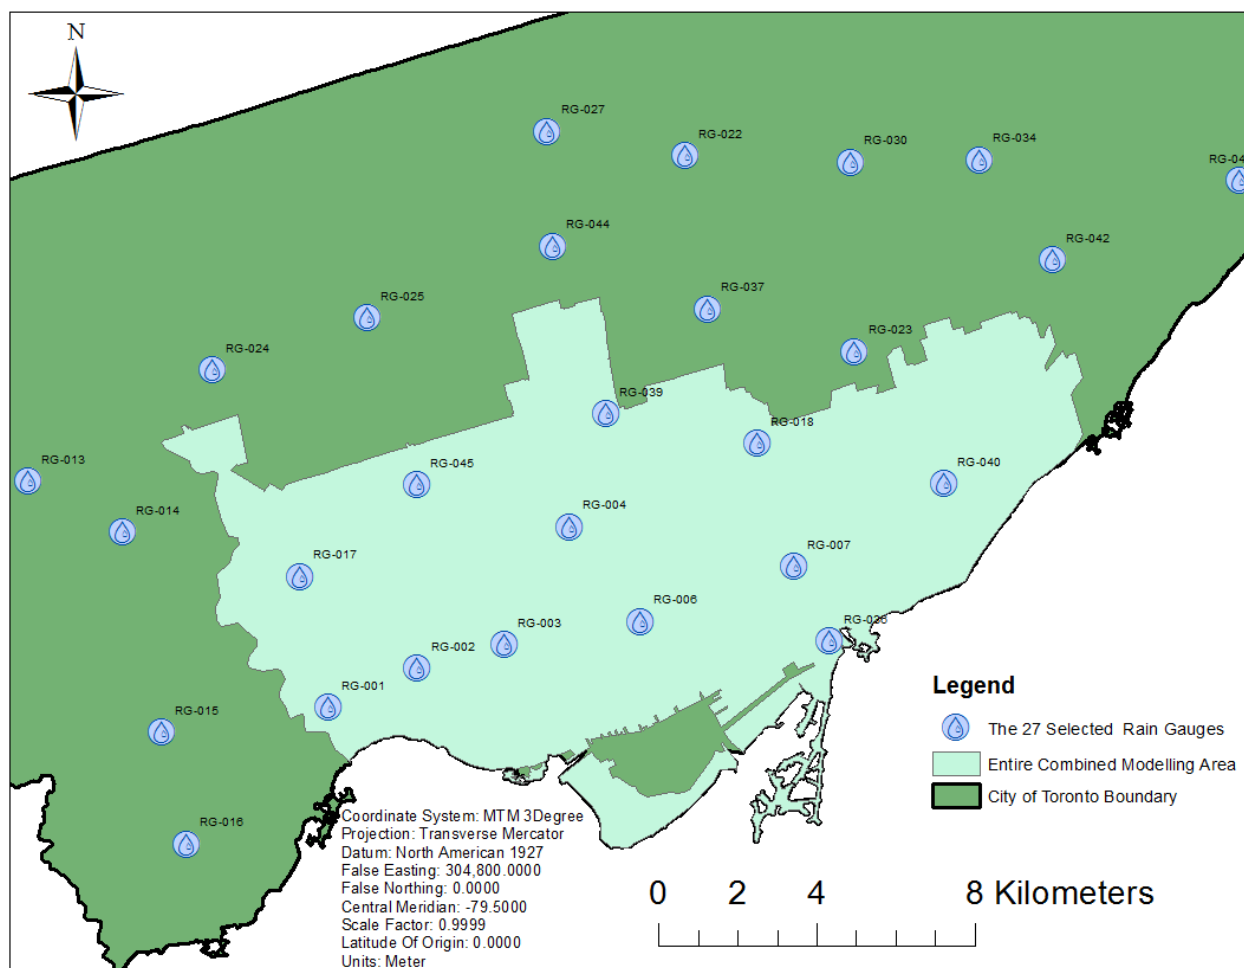 N
RG-027
RG-022
RG-030
RG-034
RG-04
RG-044
RG-042
RG-025
RG-037
RG-024
RG-023
RG-039
RG-018
RG-013
RG-045
RG-040
RG-014
RG-004
RG-017
RG-007
RG-006
RG-003
RG-036
RG-002
RG-001
RG-015
RG-016
Legend
The 27 Selected Rain Gauges
Entire Combined Modelling Area
City of Toronto Boundary
Coordinate System: MTM 3Degree
Projection: Transverse Mercator
Datum: North American 1927
False Easting: 304,800.0000
False Northing: 0.0000
Central Meridian: -79.5000
Scale Factor: 0.9999
Latitude Of Origin: 0.0000
Units: Meter
0 2 4 8 Kilometers